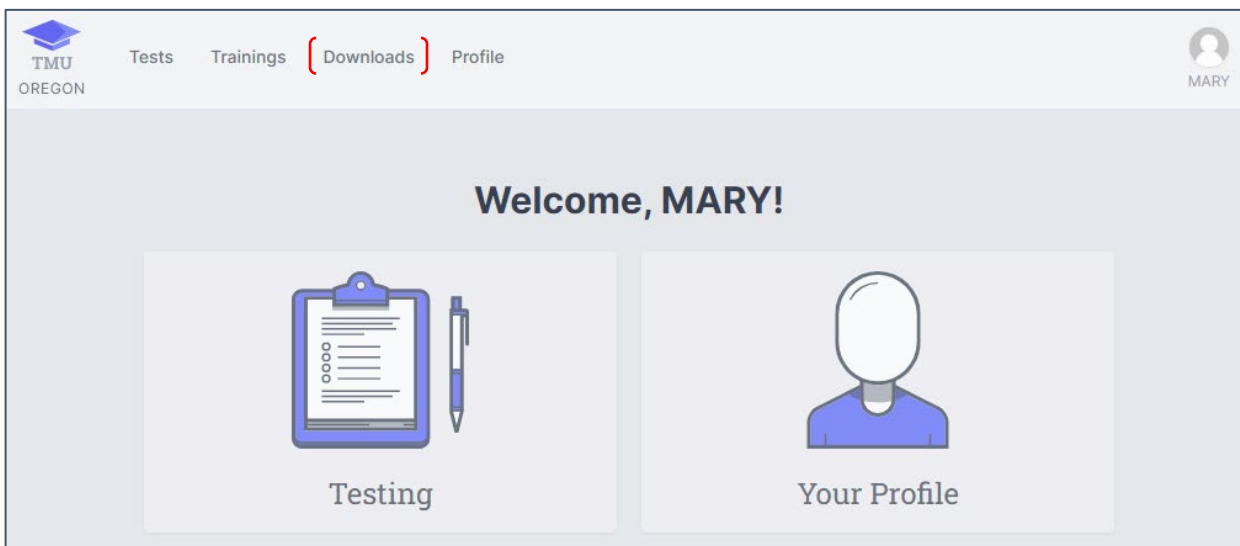 TMU
OREGON
Tests Trainings Downloads Profile
MARY
Welcome, MARY!
Testing
Your Profile